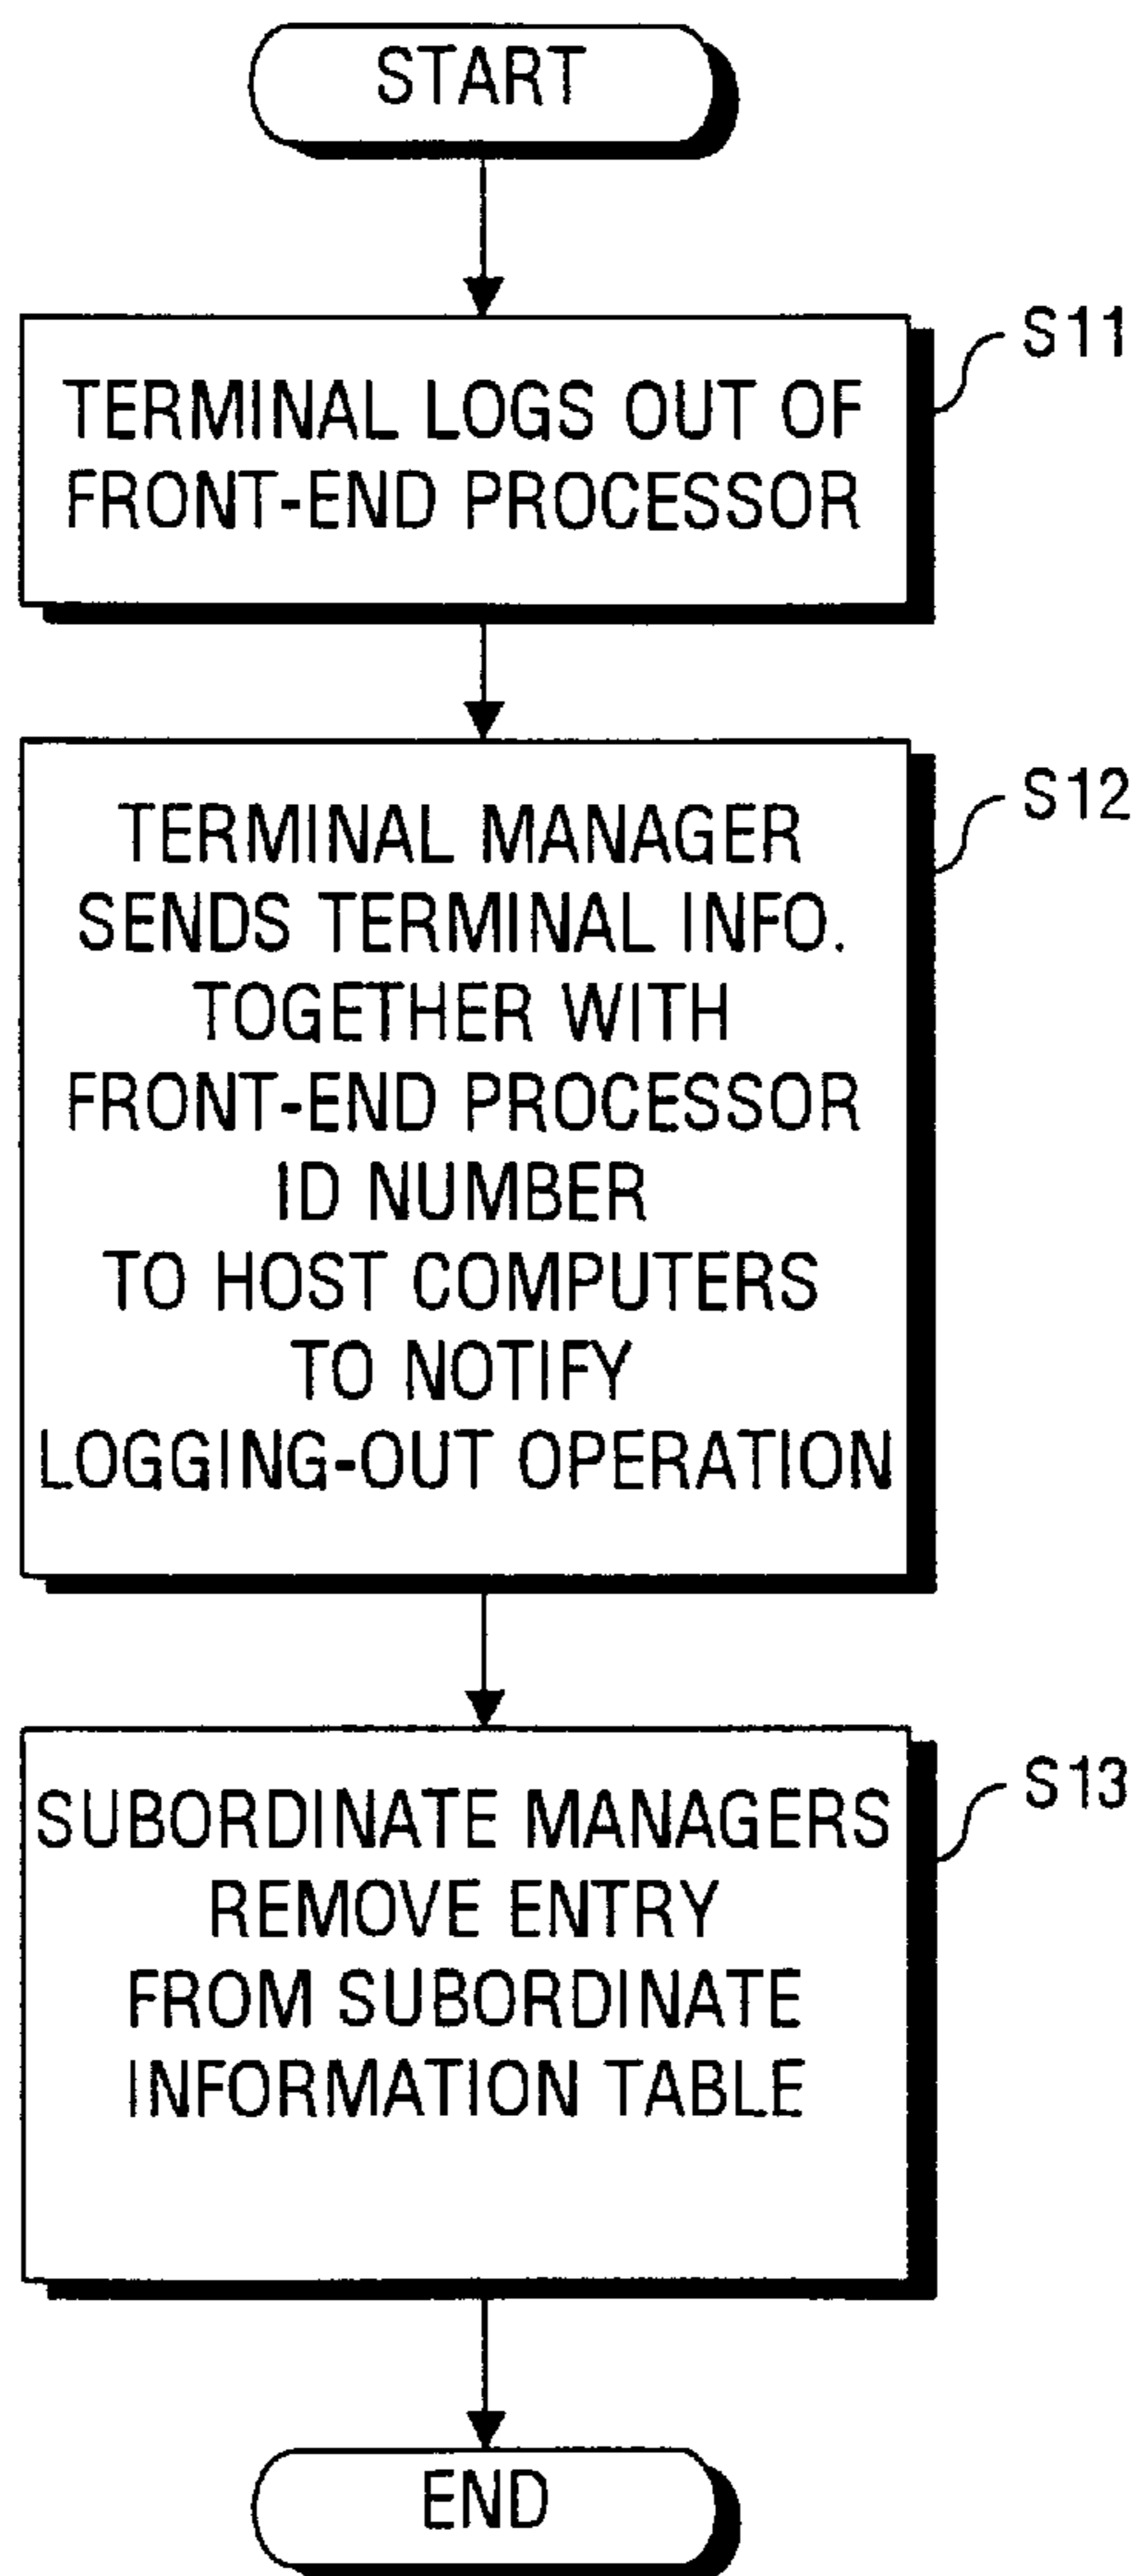 START
S11
TERMINAL LOGS OUT OF
FRONT-END PROCESSOR
S12
TERMINAL MANAGER
SENDS TERMINAL INFO.
TOGETHER WITH
FRONT-END PROCESSOR
ID NUMBER
TO HOST COMPUTERS
TO NOTIFY
LOGGING-OUT OPERATION
S13
SUBORDINATE MANAGERS
REMOVE ENTRY
FROM SUBORDINATE
INFORMATION TABLE
END